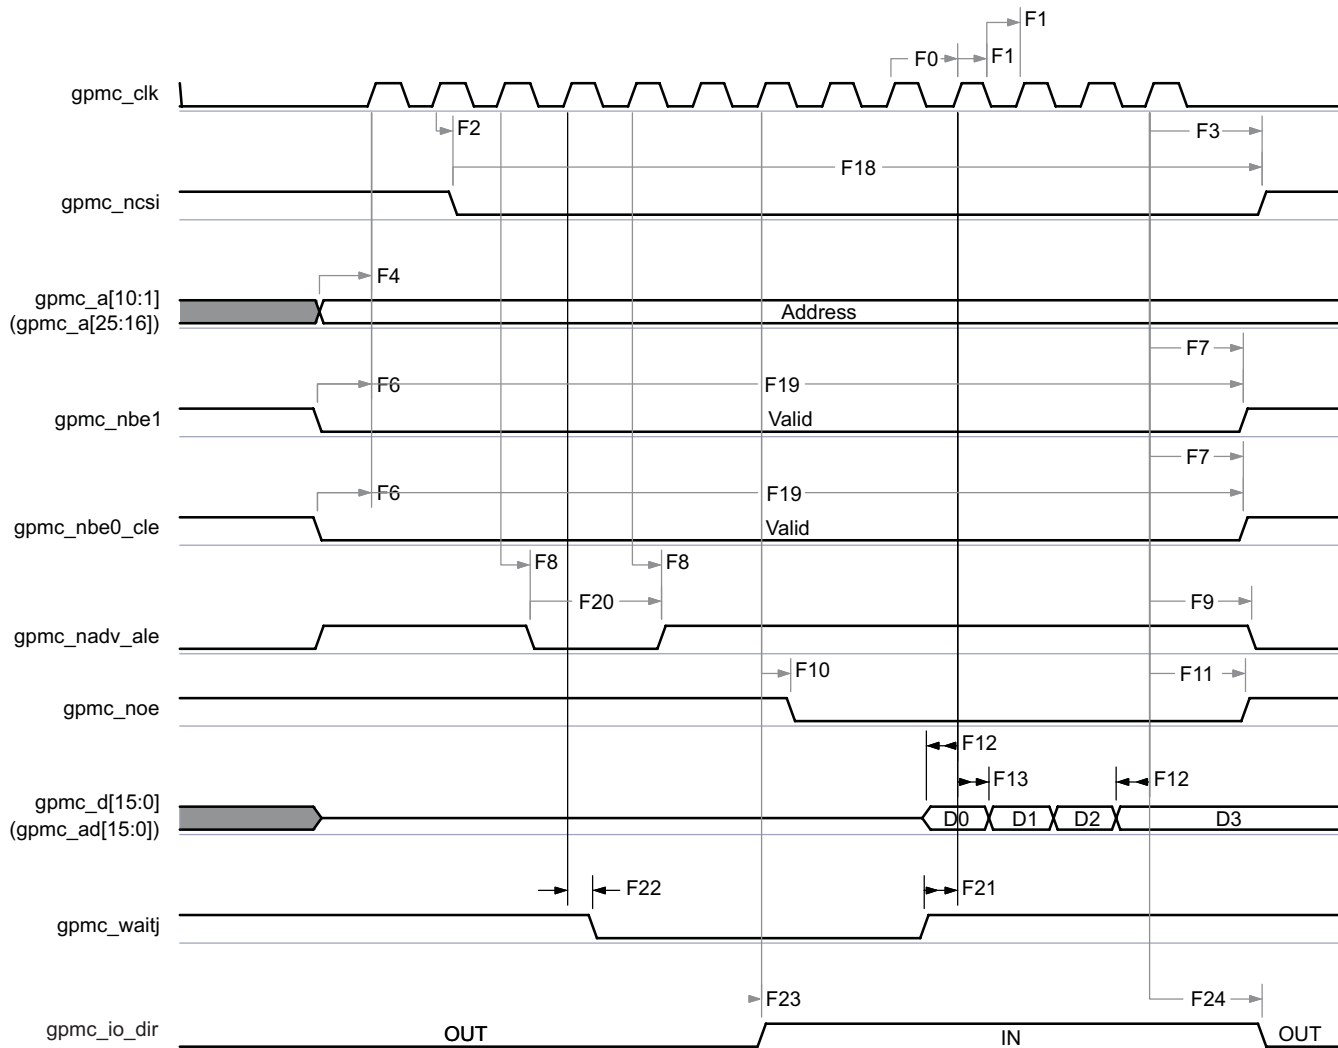 F1
F0
F1
gpmc_clk
F2
F3
F18
gpmc_ncsi
F4
gpmc_a[10:1]
(gpmc_a[25:16])
Address
F7
F6
F19
gpmc_nbe1
Valid
F7
F6
F19
gpmc_nbe0_cle
Valid
F8
F8
F20
F9
gpmc_nadv_ale
F10
F11
gpmc_noe
F12
F13
F12
gpmc_d[15:0]
(gpmc_ad[15:0])
D0
D1
D2
D3
F22
F21
gpmc_waitj
F23
F24
gpmc_io_dir
OUT
IN
OUT